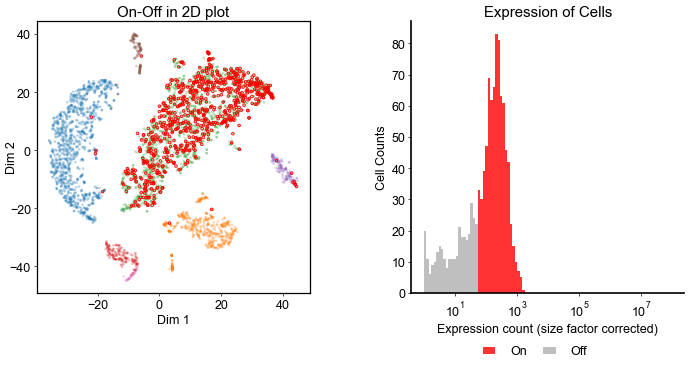 On-Off in 2D plot
Dim 2
40
20
0
−20
−40
−20
0
20
40
Dim 1
Expression of Cells
Cell Counts
80
70
60
50
40
30
20
10
0
10^1
10^3
10^5
10^7
Expression count (size factor corrected)
On
Off